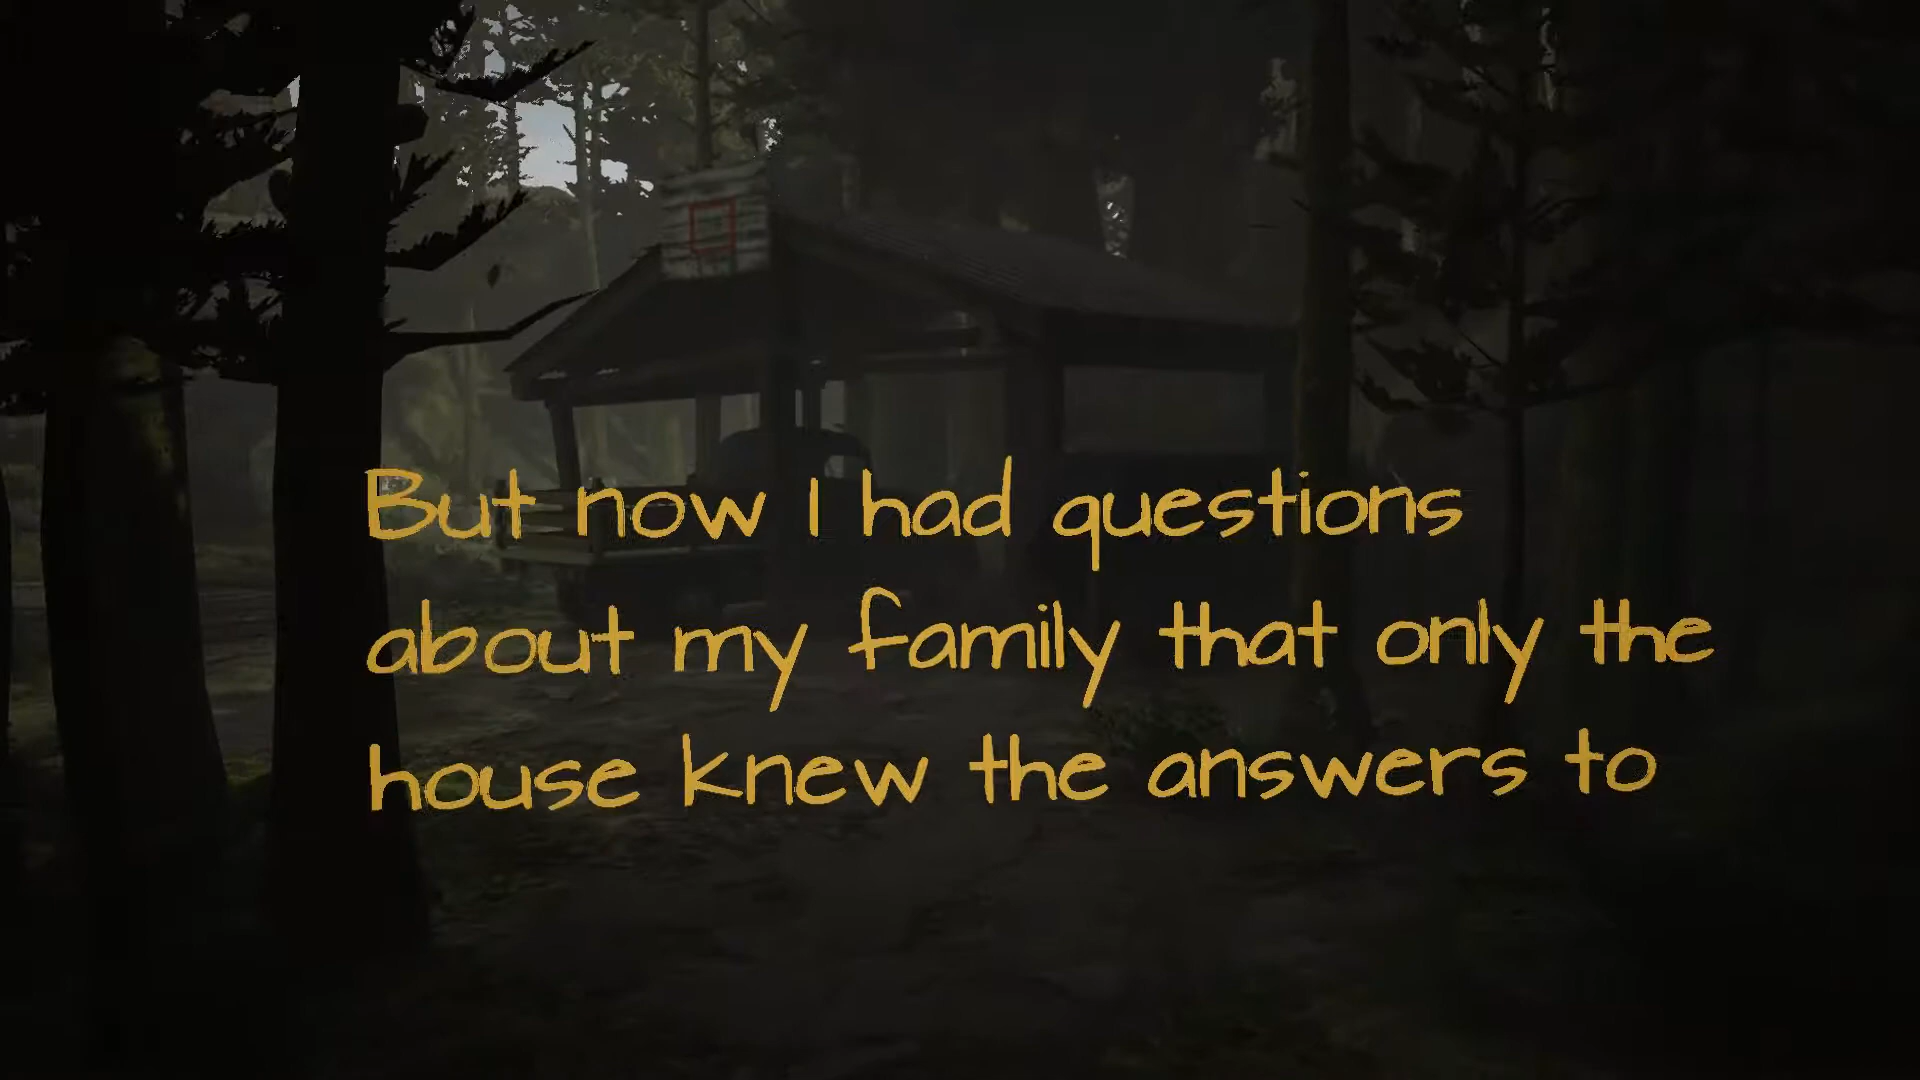 But now I had questions
about my family that only the
house knew the answers to